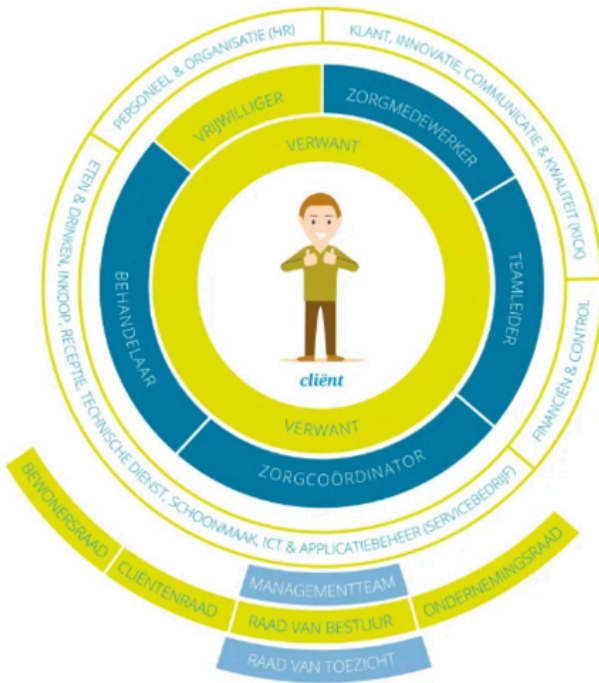 PERSONEEL & ORGANISATIE (HR)
KLANT, INNOVATIE, COMMUNICATIE & KWALITEIT (KICK)
VRIJWILLIGER
ZORGMEDEWERKER
VERWANT
BEHANDELAAR
TEAMLEIDER
cliënt
FINANCIËN & CONTROL
VERWANT
ZORGCOÖRDINATOR
ETEN & DRINKEN, INKOOP, RECEPTIE, TECHNISCHE DIENST, SCHOONMAAK, ICT & APPLICATIEBEHEER (SERVICEBEDRIJF)
BEWONERSRAAD
CLIËNTENRAAD
MANAGEMENTTEAM
RAAD VAN BESTUUR
ONDERNEMINGSRAAD
RAAD VAN TOEZICHT